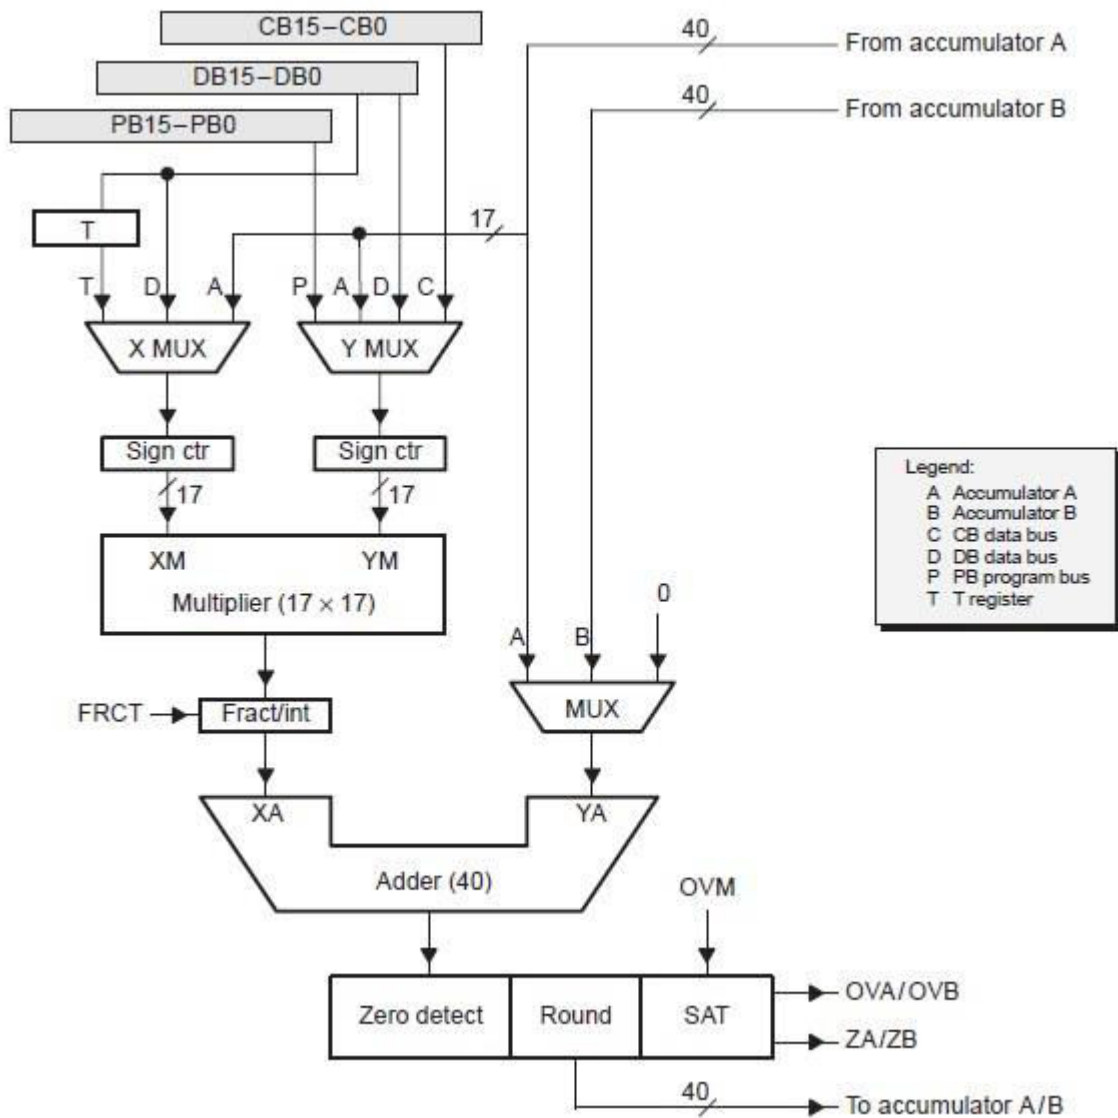 CB15–CB0
40
From accumulator A
DB15–DB0
40
From accumulator B
PB15–PB0
17
T
T
D
A
P
A
D
C
X MUX
Y MUX
Sign ctr
Sign ctr
17
17
XM
YM
Multiplier (17 × 17)
Legend:
A Accumulator A
B Accumulator B
C CB data bus
D DB data bus
P PB program bus
T T register
0
A
B
MUX
FRCT
Fract/int
XA
YA
Adder (40)
OVM
Zero detect
Round
SAT
OVA/OVB
ZA/ZB
40
To accumulator A/B